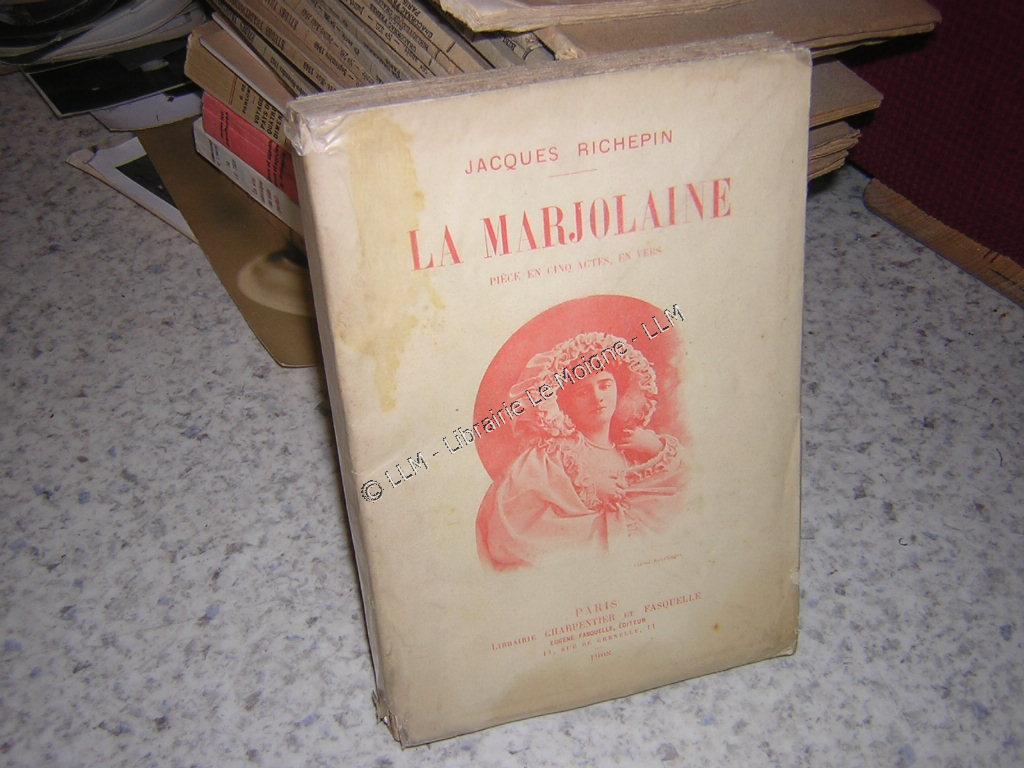 JACQUES RICHEPIN
LA MARJOLAINE
PIÈCE EN CINQ ACTES, EN VERS
© LLM - Librairie Le Moigne - LLM
PARIS
LIBRAIRIE CHARPENTIER ET FASQUELLE
EUGÈNE FASQUELLE, ÉDITEUR
11, RUE DE GRENELLE, 11
1908